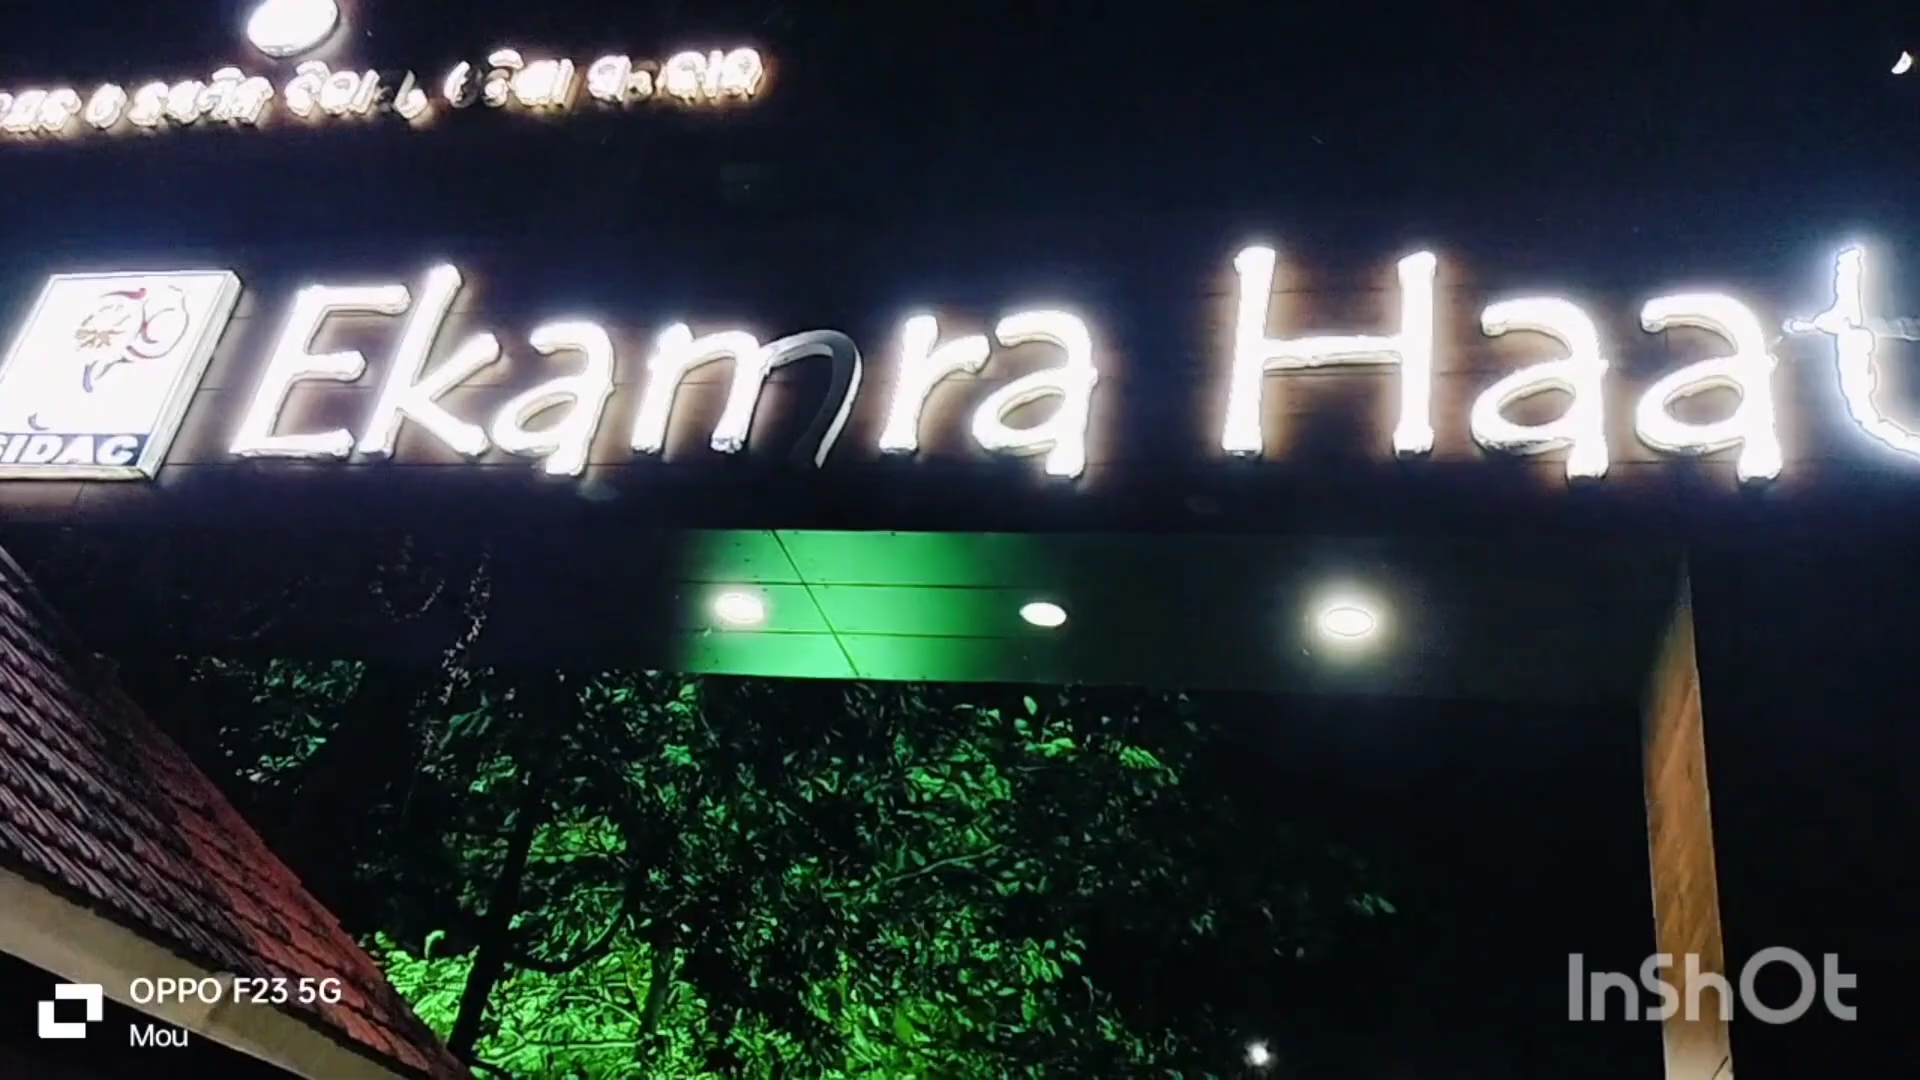 ଓ
Ekamra Haat
SIDAC
OPPO F23 5G
Mou
InShOt